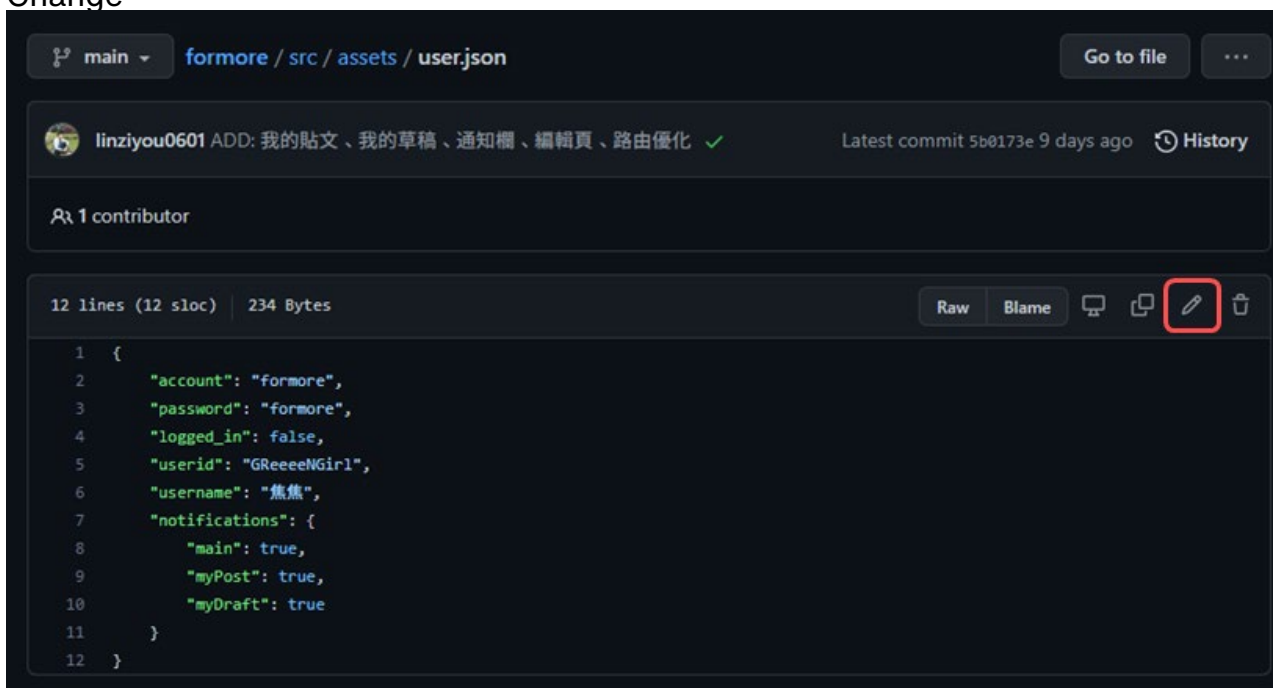 Change
main formore / src / assets / user.json Go to file ...
linziyou0601 ADD: 我的貼文、我的草稿、通知欄、編輯頁、路由優化 Latest commit 5b0173e 9 days ago History
1 contributor
12 lines (12 sloc) 234 Bytes Raw Blame
1 {
2 "account": "formore",
3 "password": "formore",
4 "logged_in": false,
5 "userid": "GReeeeNGirl",
6 "username": "焦焦",
7 "notifications": {
8 "main": true,
9 "myPost": true,
10 "myDraft": true
11 }
12 }